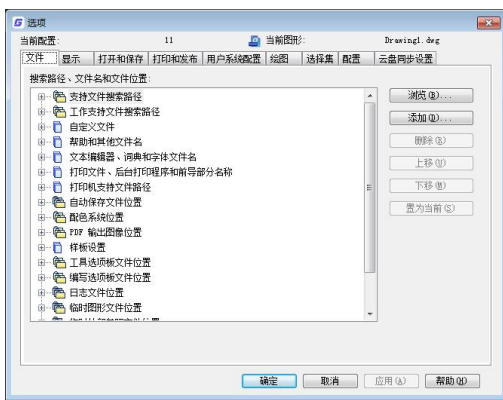 选项
当前配置: 11 当前图形: Drawing1.dwg
文件 显示 打开和保存 打印和发布 用户系统配置 绘图 选择集 配置 云盘同步设置
搜索路径、文件名和文件位置:
支持文件搜索路径
工作支持文件搜索路径
自定义文件
帮助和其他文件名
文本编辑器、词典和字体文件名
打印文件、后台打印程序和前导部分名称
打印机支持文件路径
自动保存文件位置
配色系统位置
PDF 输出图像位置
样板设置
工具选项板文件位置
编写选项板文件位置
日志文件位置
临时图形文件位置
浏览(B)...
添加(D)...
删除(R)
上移(U)
下移(W)
置为当前(S)
确定 取消 应用(A) 帮助(H)